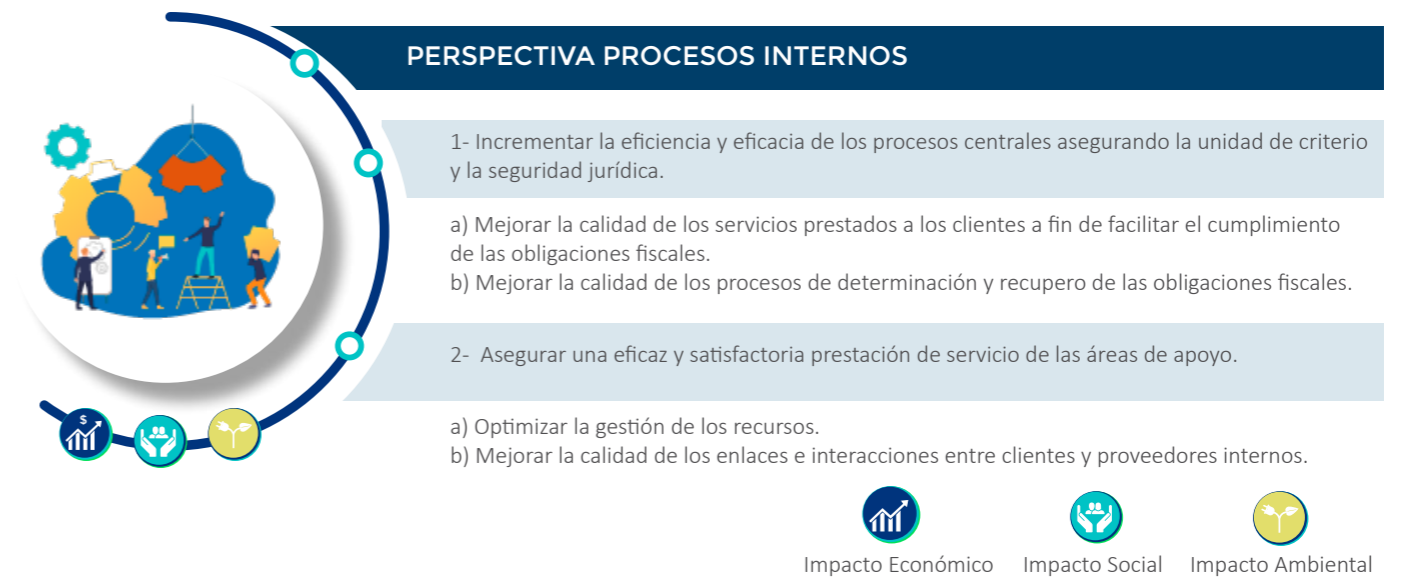 PERSPECTIVA PROCESOS INTERNOS
1- Incrementar la eficiencia y eficacia de los procesos centrales asegurando la unidad de criterio
y la seguridad jurídica.
a) Mejorar la calidad de los servicios prestados a los clientes a fin de facilitar el cumplimiento
de las obligaciones fiscales.
b) Mejorar la calidad de los procesos de determinación y recupero de las obligaciones fiscales.
2- Asegurar una eficaz y satisfactoria prestación de servicio de las áreas de apoyo.
a) Optimizar la gestión de los recursos.
b) Mejorar la calidad de los enlaces e interacciones entre clientes y proveedores internos.
$
Impacto Económico Impacto Social Impacto Ambiental